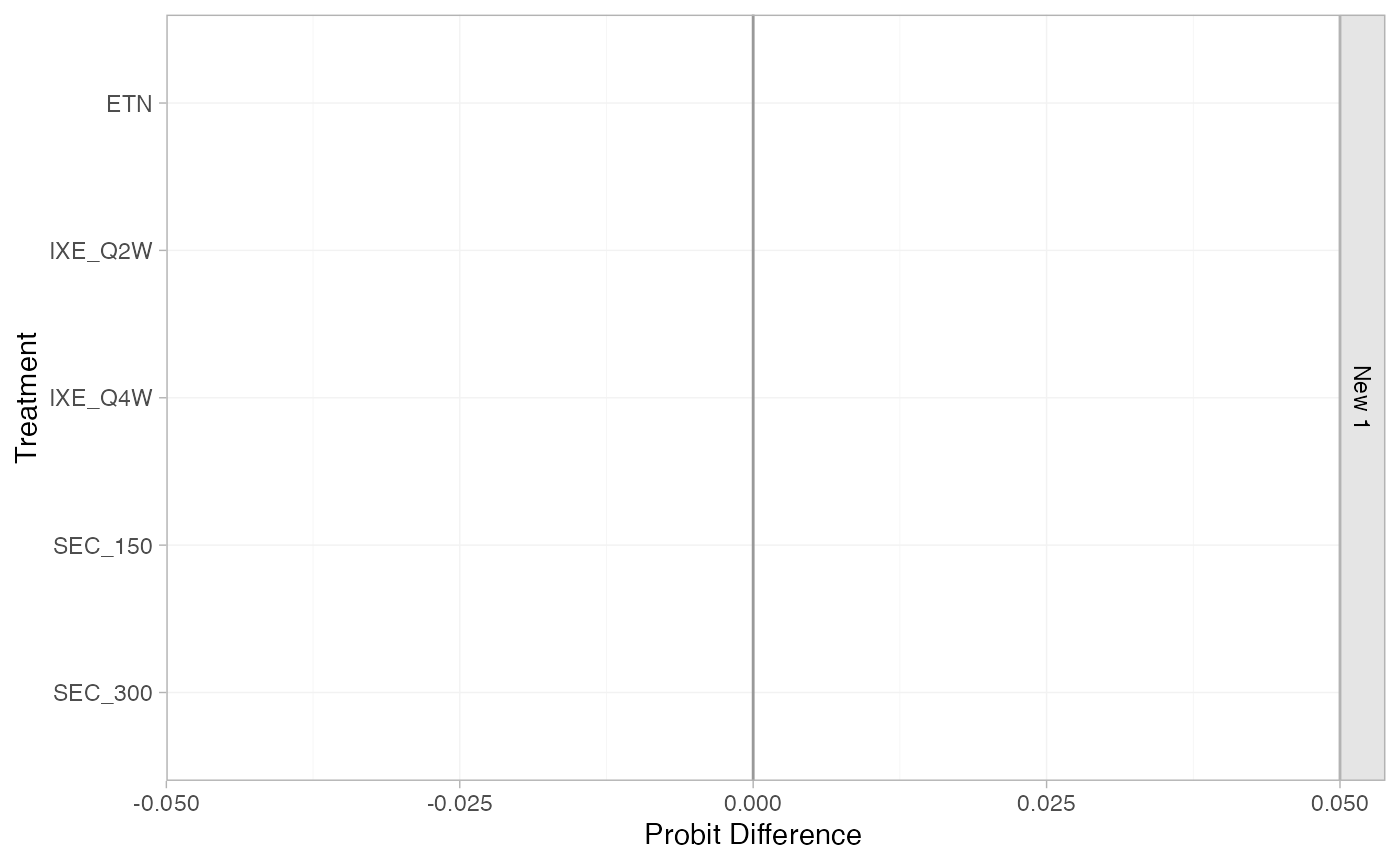 ETN
IXE_Q2W
IXE_Q4W
SEC_150
SEC_300
Treatment
New 1
-0.050
-0.025
0.000
0.025
0.050
Probit Difference